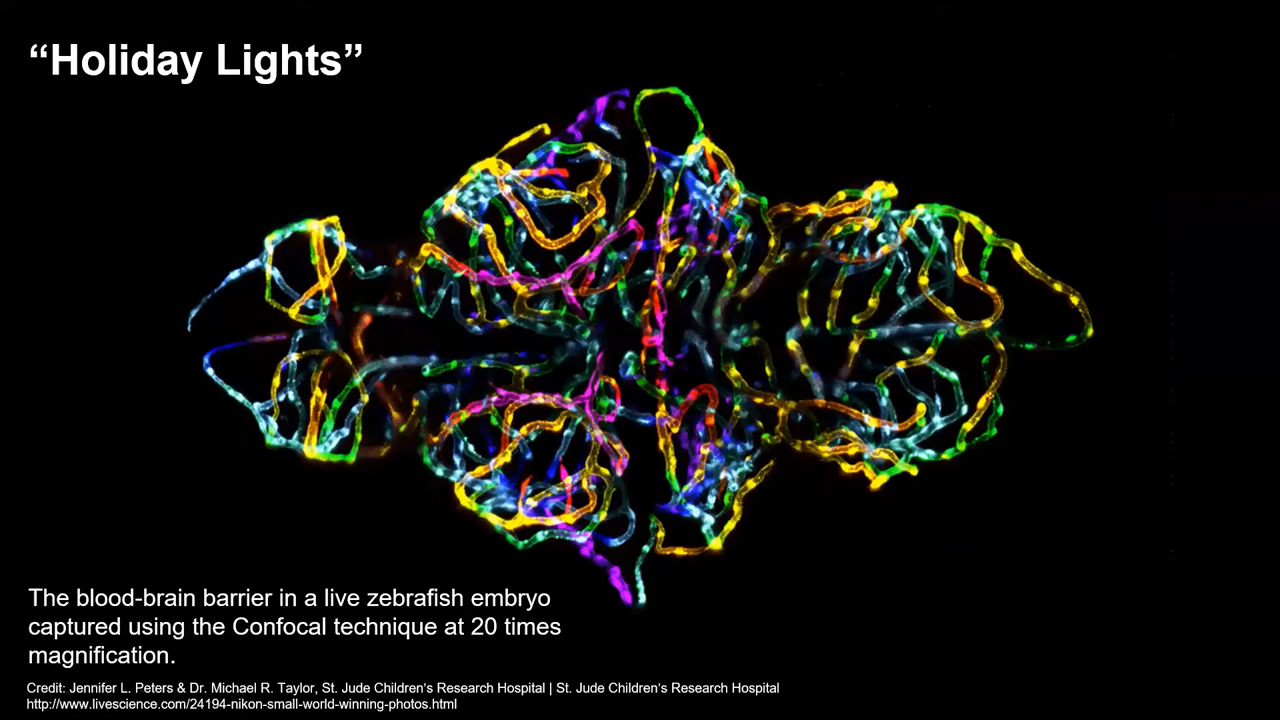 “Holiday Lights”
The blood-brain barrier in a live zebrafish embryo
captured using the Confocal technique at 20 times
magnification.
Credit: Jennifer L. Peters & Dr. Michael R. Taylor, St. Jude Children’s Research Hospital | St. Jude Children’s Research Hospital
http://www.livescience.com/24194-nikon-small-world-winning-photos.html